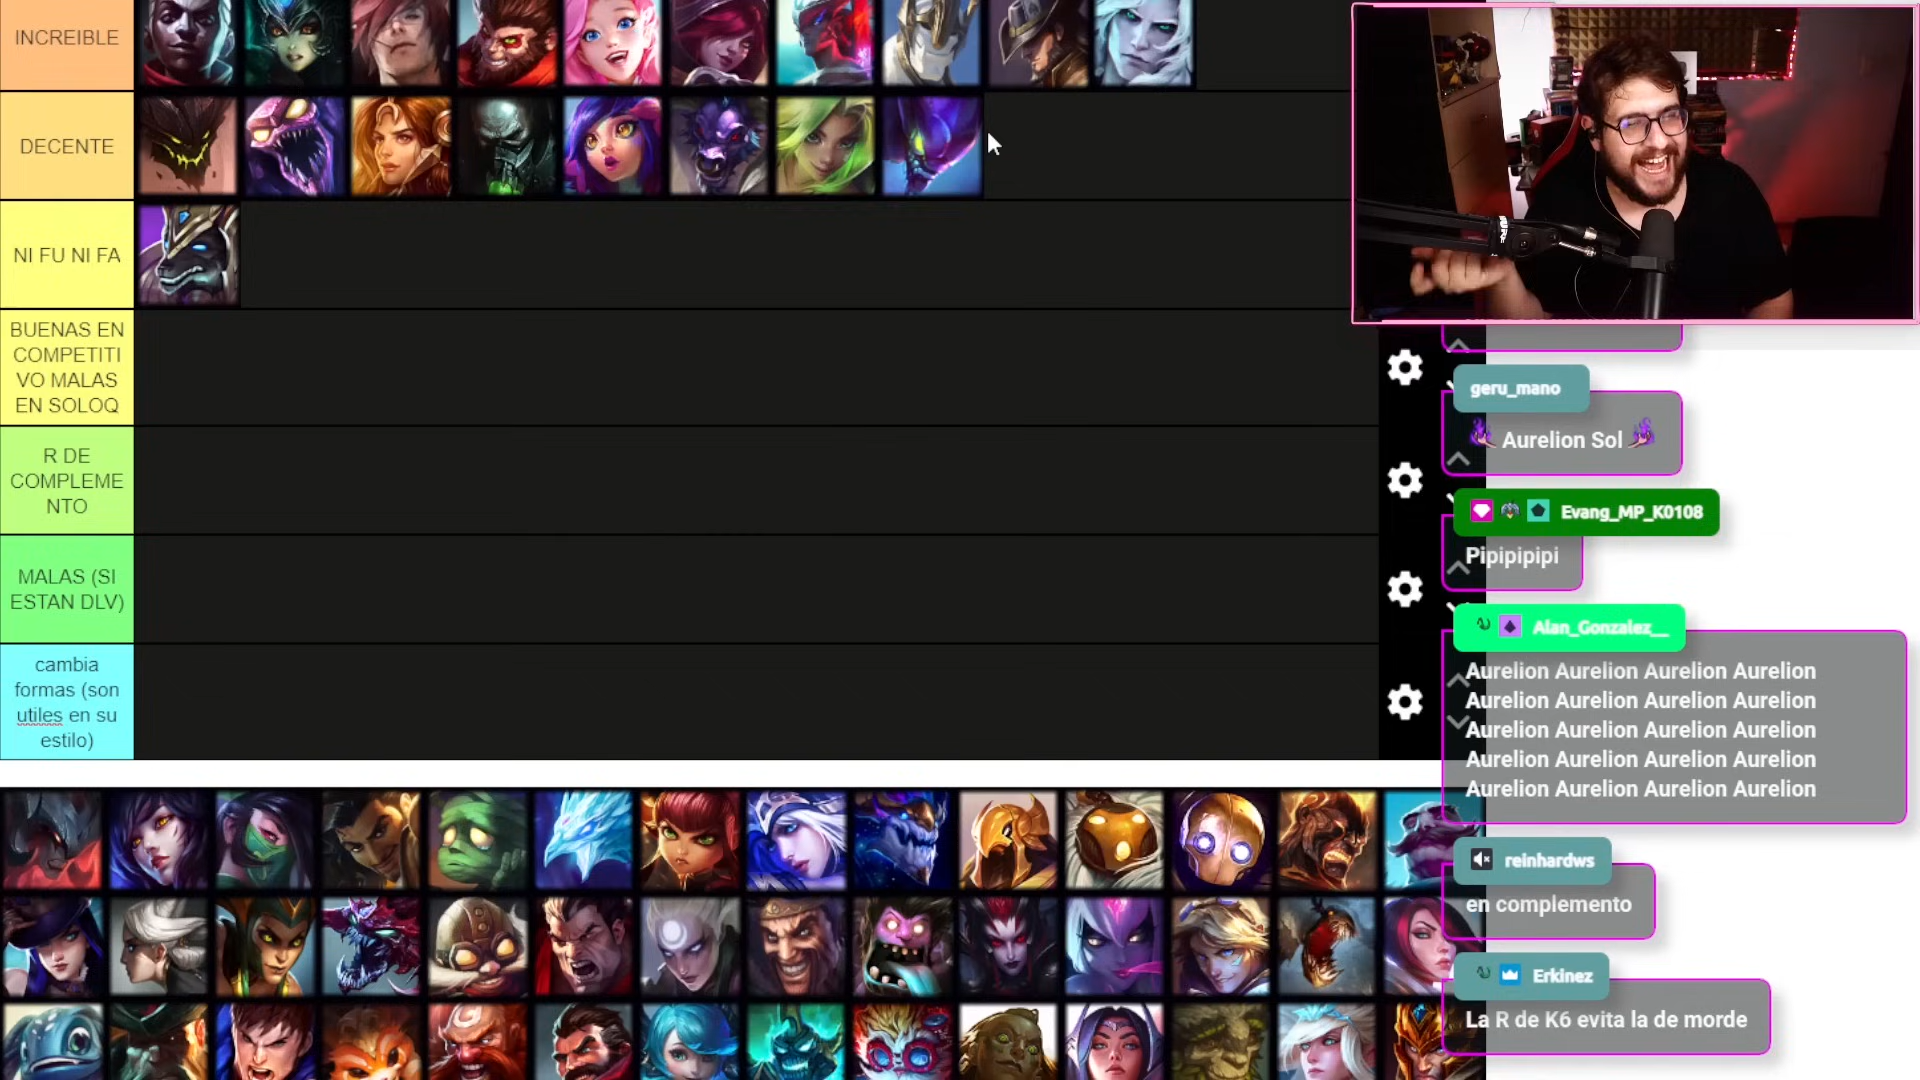 INCREIBLE
DECENTE
NI FU NI FA
BUENAS EN
COMPETITI
VO MALAS
EN SOLOQ
R DE
COMPLEME
NTO
MALAS (SI
ESTAN DLV)
cambia
formas (son
utiles en su
estilo)
geru_mano
Aurelion Sol
Evang_MP_K0108
Pipipipipi
Alan_Gonzalez__
Aurelion Aurelion Aurelion Aurelion
Aurelion Aurelion Aurelion Aurelion
Aurelion Aurelion Aurelion Aurelion
Aurelion Aurelion Aurelion Aurelion
Aurelion Aurelion Aurelion Aurelion
reinhardws
en complemento
Erkinez
La R de K6 evita la de morde